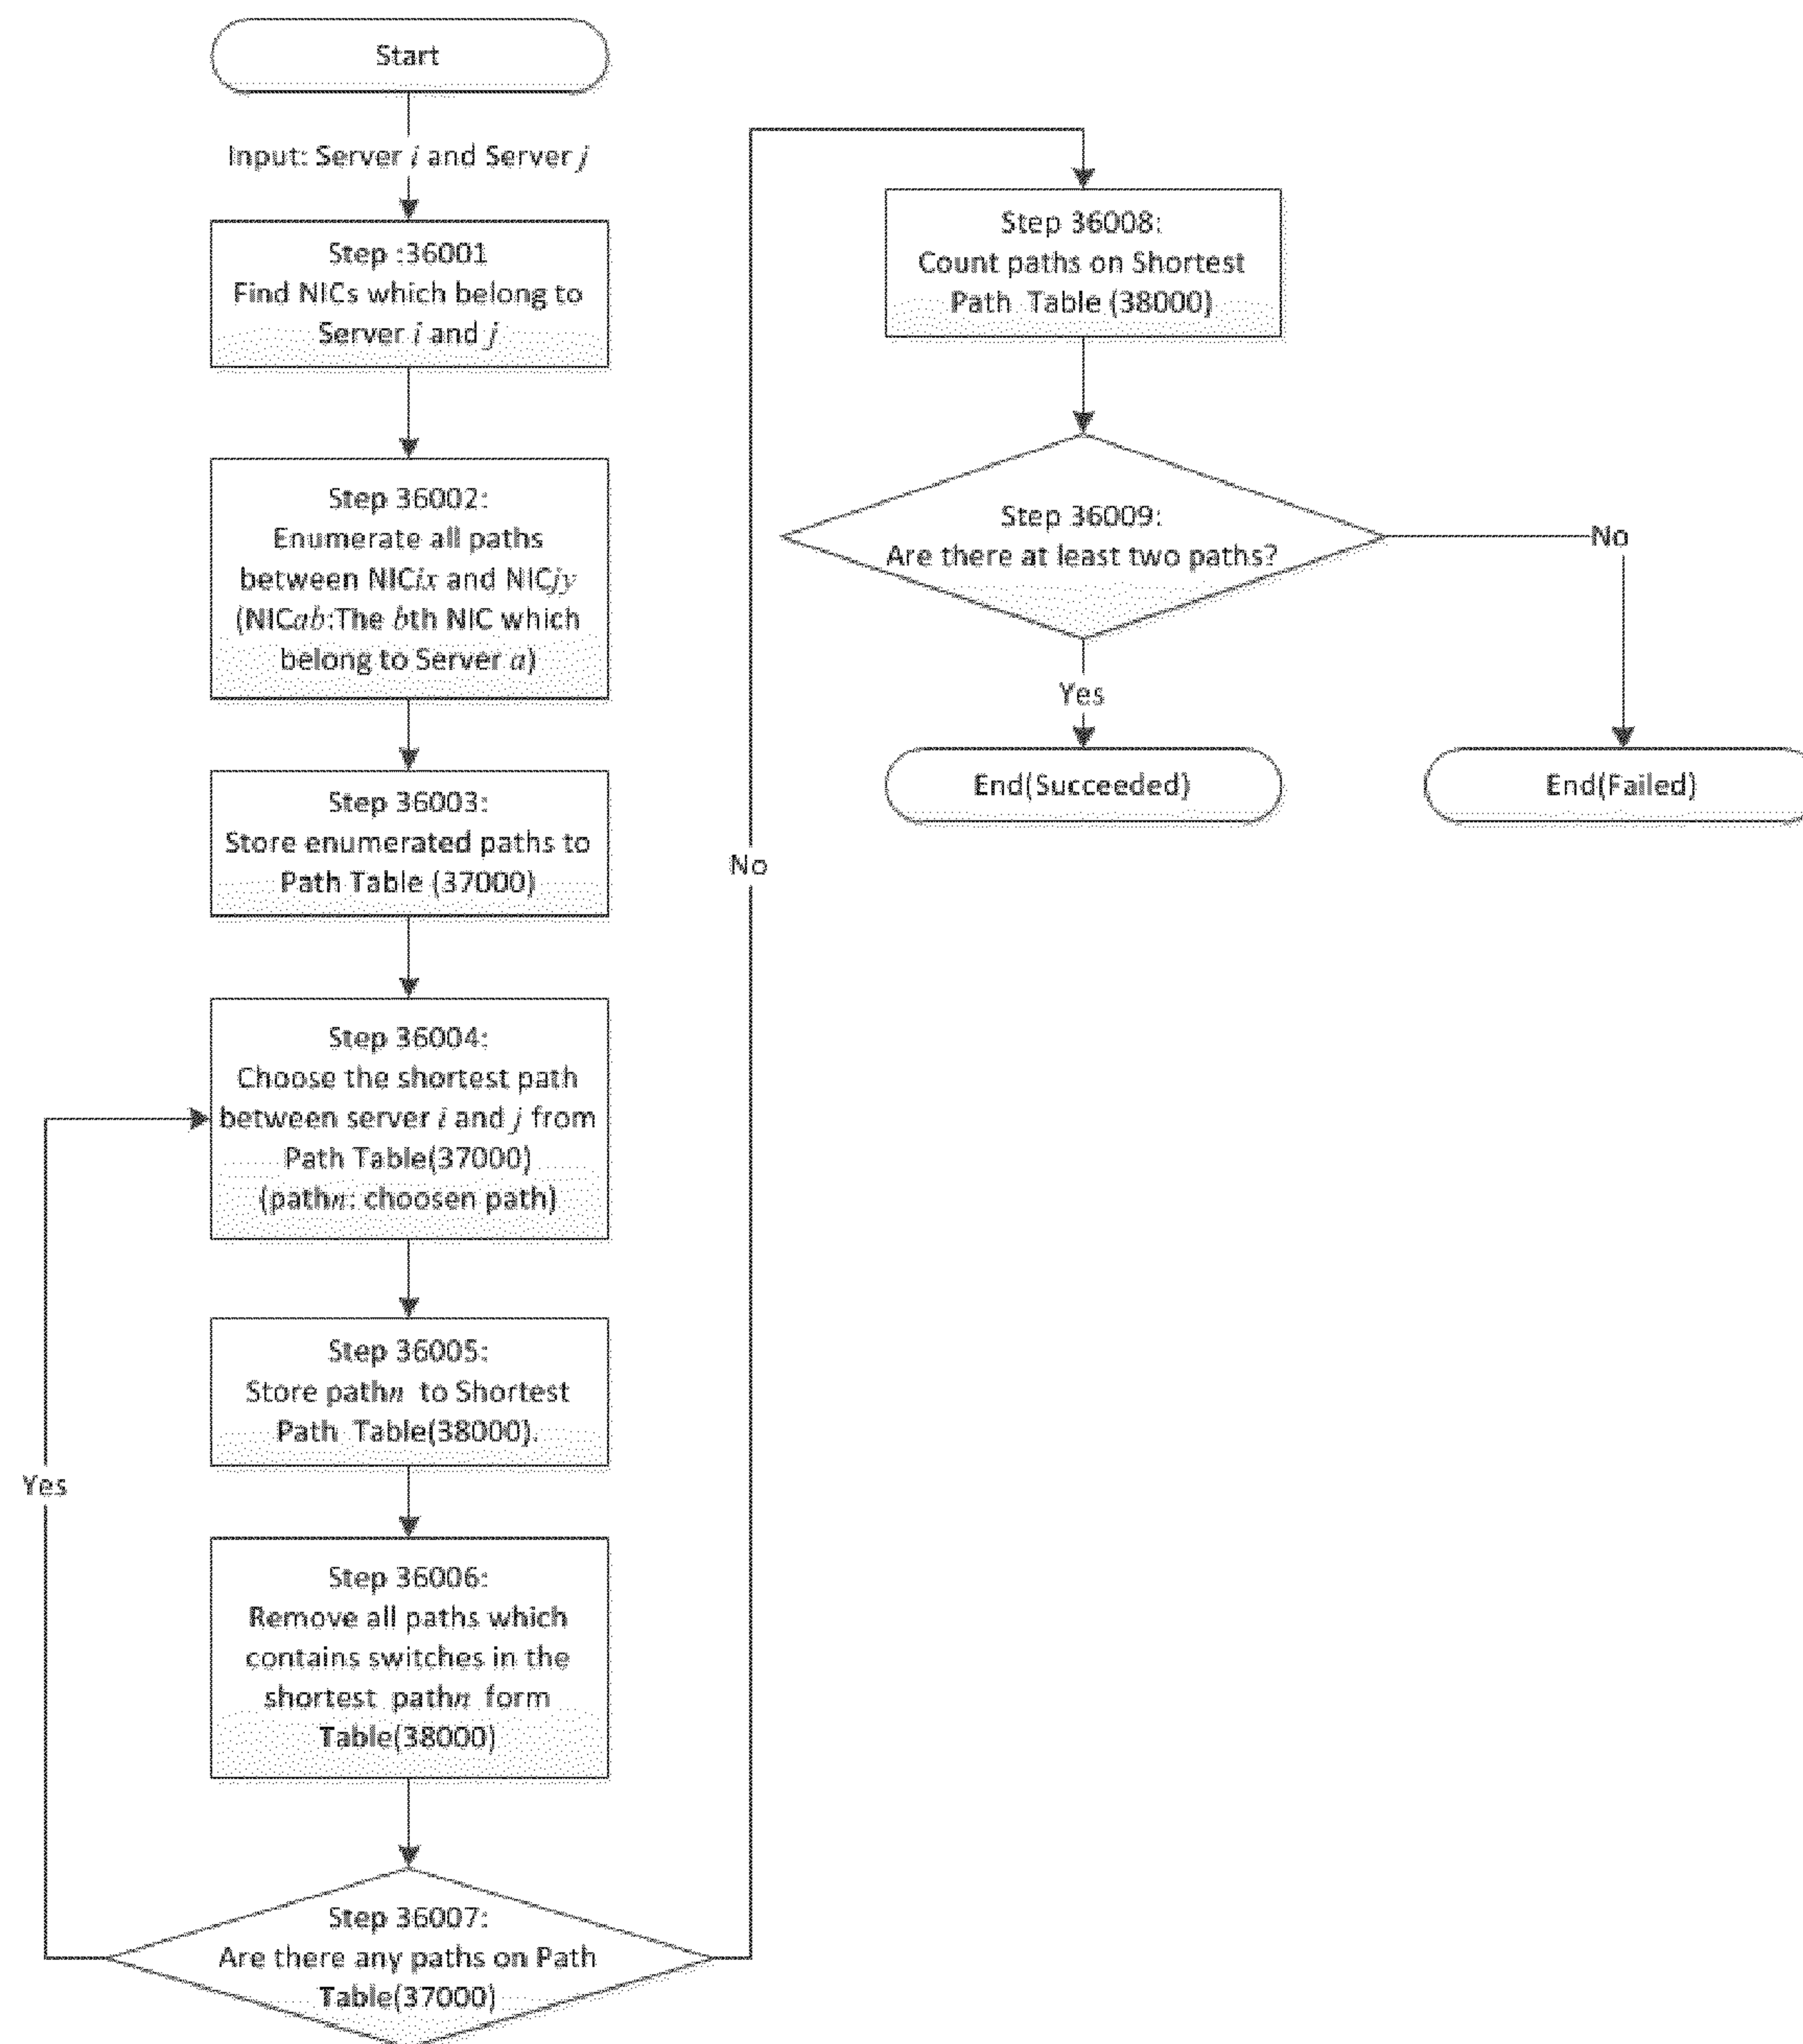 Start
Input: Server i and Server j
Step :36001
Find NICs which belong to
Server i and j
Step 36002:
Enumerate all paths
between NICix and NICjy
(NICab:The bth NIC which
belong to Server a)
Step 36003:
Store enumerated paths to
Path Table (37000)
Step 36004:
Choose the shortest path
between server i and j from
Path Table(37000)
(pathn: choosen path)
Step 36005:
Store pathn to Shortest
Path Table(38000).
Yes
Step 36006:
Remove all paths which
contains switches in the
shortest pathn form
Table(38000)
Step 36007:
Are there any paths on Path
Table(37000)
No
Step 36008:
Count paths on Shortest
Path Table (38000)
Step 36009:
Are there at least two paths?
No
Yes
End(Succeeded)
End(Failed)